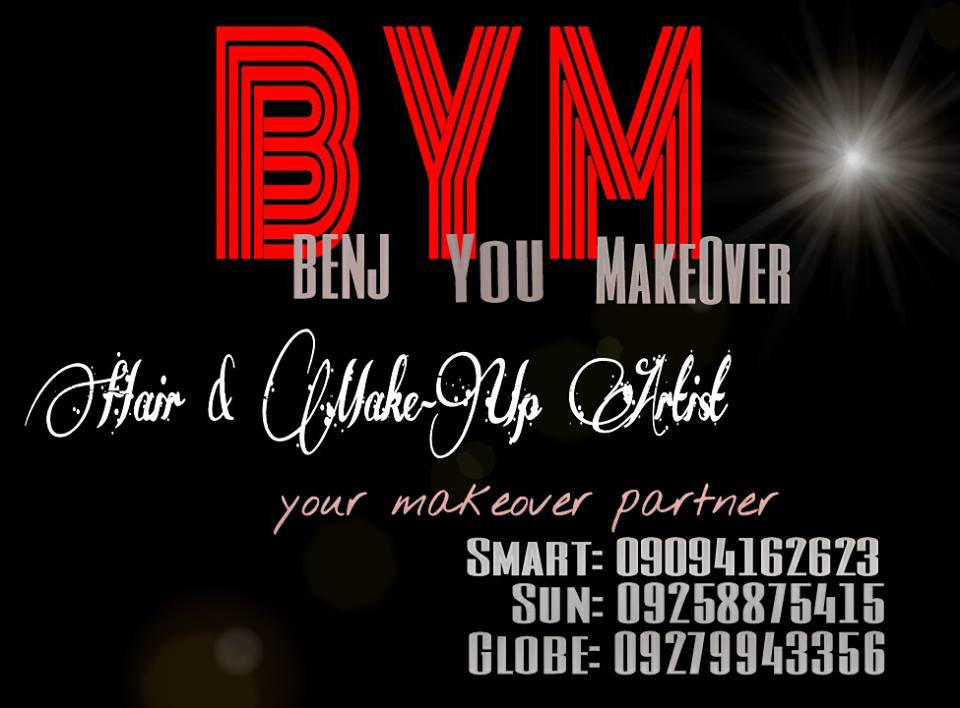 BYM
BENJ YOU MAKEOVER
Hair & Make-Up Artist
your makeover partner
SMART: 09094162623
SUN: 09258875415
GLOBE: 09279943356